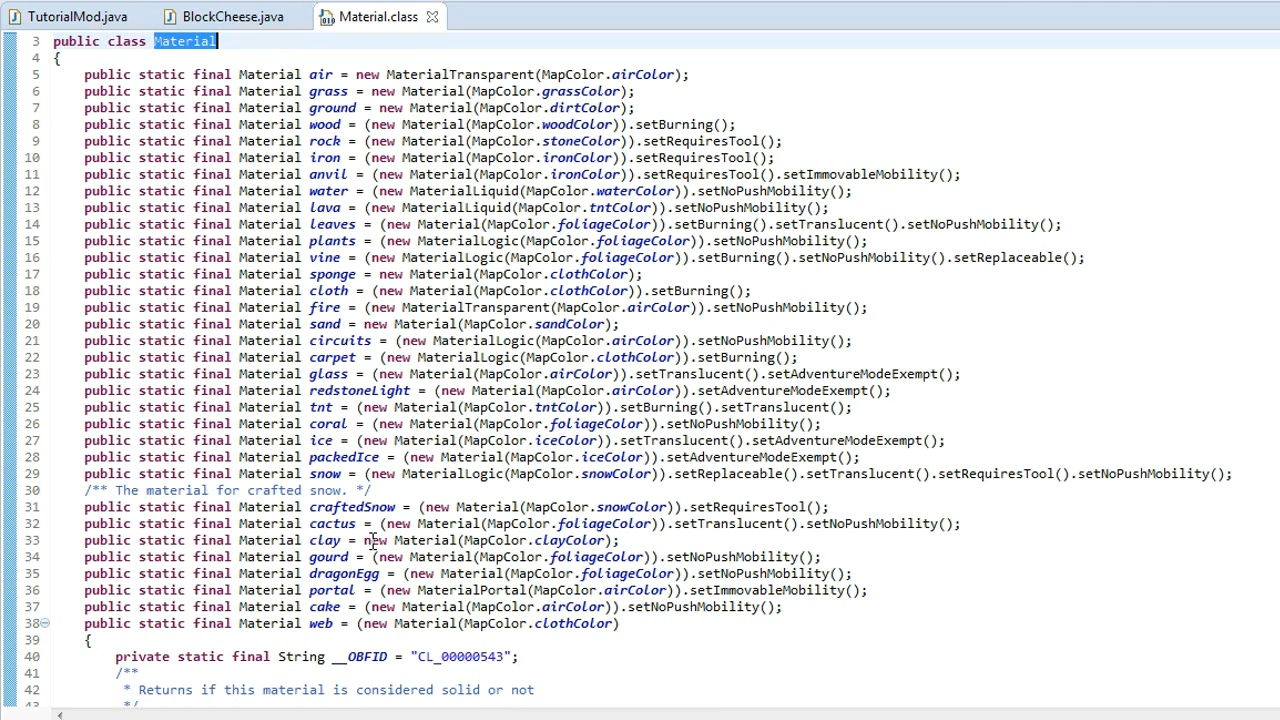 TutorialMod.java BlockCheese.java Material.class
3 public class Material
4 {
5 public static final Material air = new MaterialTransparent(MapColor.airColor);
6 public static final Material grass = new Material(MapColor.grassColor);
7 public static final Material ground = new Material(MapColor.dirtColor);
8 public static final Material wood = (new Material(MapColor.woodColor)).setBurning();
9 public static final Material rock = (new Material(MapColor.stoneColor)).setRequiresTool();
10 public static final Material iron = (new Material(MapColor.ironColor)).setRequiresTool();
11 public static final Material anvil = (new Material(MapColor.ironColor)).setRequiresTool().setImmovableMobility();
12 public static final Material water = (new MaterialLiquid(MapColor.waterColor)).setNoPushMobility();
13 public static final Material lava = (new MaterialLiquid(MapColor.tntColor)).setNoPushMobility();
14 public static final Material leaves = (new Material(MapColor.foliageColor)).setBurning().setTranslucent().setNoPushMobility();
15 public static final Material plants = (new MaterialLogic(MapColor.foliageColor)).setNoPushMobility();
16 public static final Material vine = (new MaterialLogic(MapColor.foliageColor)).setBurning().setNoPushMobility().setReplaceable();
17 public static final Material sponge = new Material(MapColor.clothColor);
18 public static final Material cloth = (new Material(MapColor.clothColor)).setBurning();
19 public static final Material fire = (new MaterialTransparent(MapColor.airColor)).setNoPushMobility();
20 public static final Material sand = new Material(MapColor.sandColor);
21 public static final Material circuits = (new MaterialLogic(MapColor.airColor)).setNoPushMobility();
22 public static final Material carpet = (new MaterialLogic(MapColor.clothColor)).setBurning();
23 public static final Material glass = (new Material(MapColor.airColor)).setTranslucent().setAdventureModeExempt();
24 public static final Material redstoneLight = (new Material(MapColor.airColor)).setAdventureModeExempt();
25 public static final Material tnt = (new Material(MapColor.tntColor)).setBurning().setTranslucent();
26 public static final Material coral = (new Material(MapColor.foliageColor)).setNoPushMobility();
27 public static final Material ice = (new Material(MapColor.iceColor)).setTranslucent().setAdventureModeExempt();
28 public static final Material packedIce = (new Material(MapColor.iceColor)).setAdventureModeExempt();
29 public static final Material snow = (new MaterialLogic(MapColor.snowColor)).setReplaceable().setTranslucent().setRequiresTool().setNoPushMobility();
30 /** The material for crafted snow. */
31 public static final Material craftedSnow = (new Material(MapColor.snowColor)).setRequiresTool();
32 public static final Material cactus = (new Material(MapColor.foliageColor)).setTranslucent().setNoPushMobility();
33 public static final Material clay = new Material(MapColor.clayColor);
34 public static final Material gourd = (new Material(MapColor.foliageColor)).setNoPushMobility();
35 public static final Material dragonEgg = (new Material(MapColor.foliageColor)).setNoPushMobility();
36 public static final Material portal = (new MaterialPortal(MapColor.airColor)).setImmovableMobility();
37 public static final Material cake = (new Material(MapColor.airColor)).setNoPushMobility();
38 public static final Material web = (new Material(MapColor.clothColor)
39 {
40 private static final String __OBFID = "CL_00000543";
41 /**
42 * Returns if this material is considered solid or not
43 */